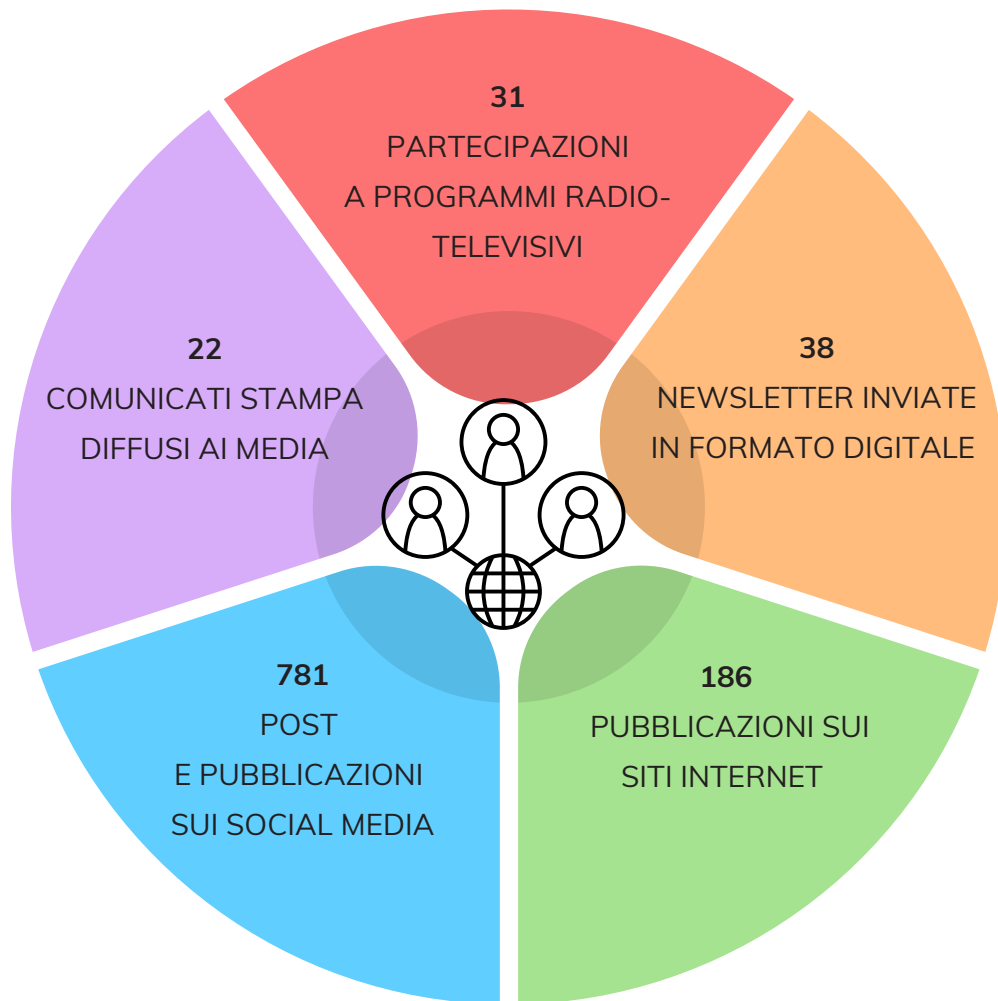 31
PARTECIPAZIONI
A PROGRAMMI RADIO-
TELEVISIVI
38
NEWSLETTER INVIATE
IN FORMATO DIGITALE
186
PUBBLICAZIONI SUI
SITI INTERNET
781
POST
E PUBBLICAZIONI
SUI SOCIAL MEDIA
22
COMUNICATI STAMPA
DIFFUSI AI MEDIA